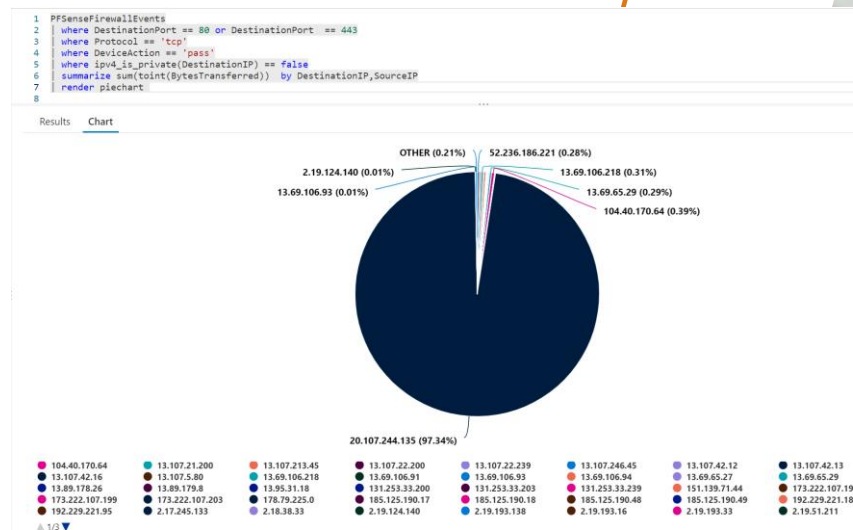 1 PFSenseFirewallEvents
2 | where DestinationPort == 80 or DestinationPort == 443
3 | where Protocol == 'tcp'
4 | where DeviceAction == 'pass'
5 | where ipv4_is_private(DestinationIP) == false
6 | summarize sum(toint(BytesTransferred)) by DestinationIP,SourceIP
7 | render piechart
8
Results Chart
OTHER (0.21%) 52.236.186.221 (0.28%)
2.19.124.140 (0.01%) 13.69.106.218 (0.31%)
13.69.106.93 (0.01%) 13.69.65.29 (0.29%)
104.40.170.64 (0.39%)
20.107.244.135 (97.34%)
104.40.170.64 13.107.21.200 13.107.213.45 13.107.22.200 13.107.22.239 13.107.246.45 13.107.42.12 13.107.42.13
13.107.42.16 13.107.5.80 13.69.106.218 13.69.106.91 13.69.106.93 13.69.106.94 13.69.65.27 13.69.65.29
13.89.178.26 13.89.179.8 13.95.31.18 131.253.33.200 131.253.33.203 131.253.33.239 151.139.71.44 173.222.107.19
173.222.107.199 173.222.107.203 178.79.225.0 185.125.190.17 185.125.190.18 185.125.190.48 185.125.190.49 192.229.221.18
192.229.221.95 2.17.245.133 2.18.38.33 2.19.124.140 2.19.193.138 2.19.193.16 2.19.193.33 2.19.51.211
1/3